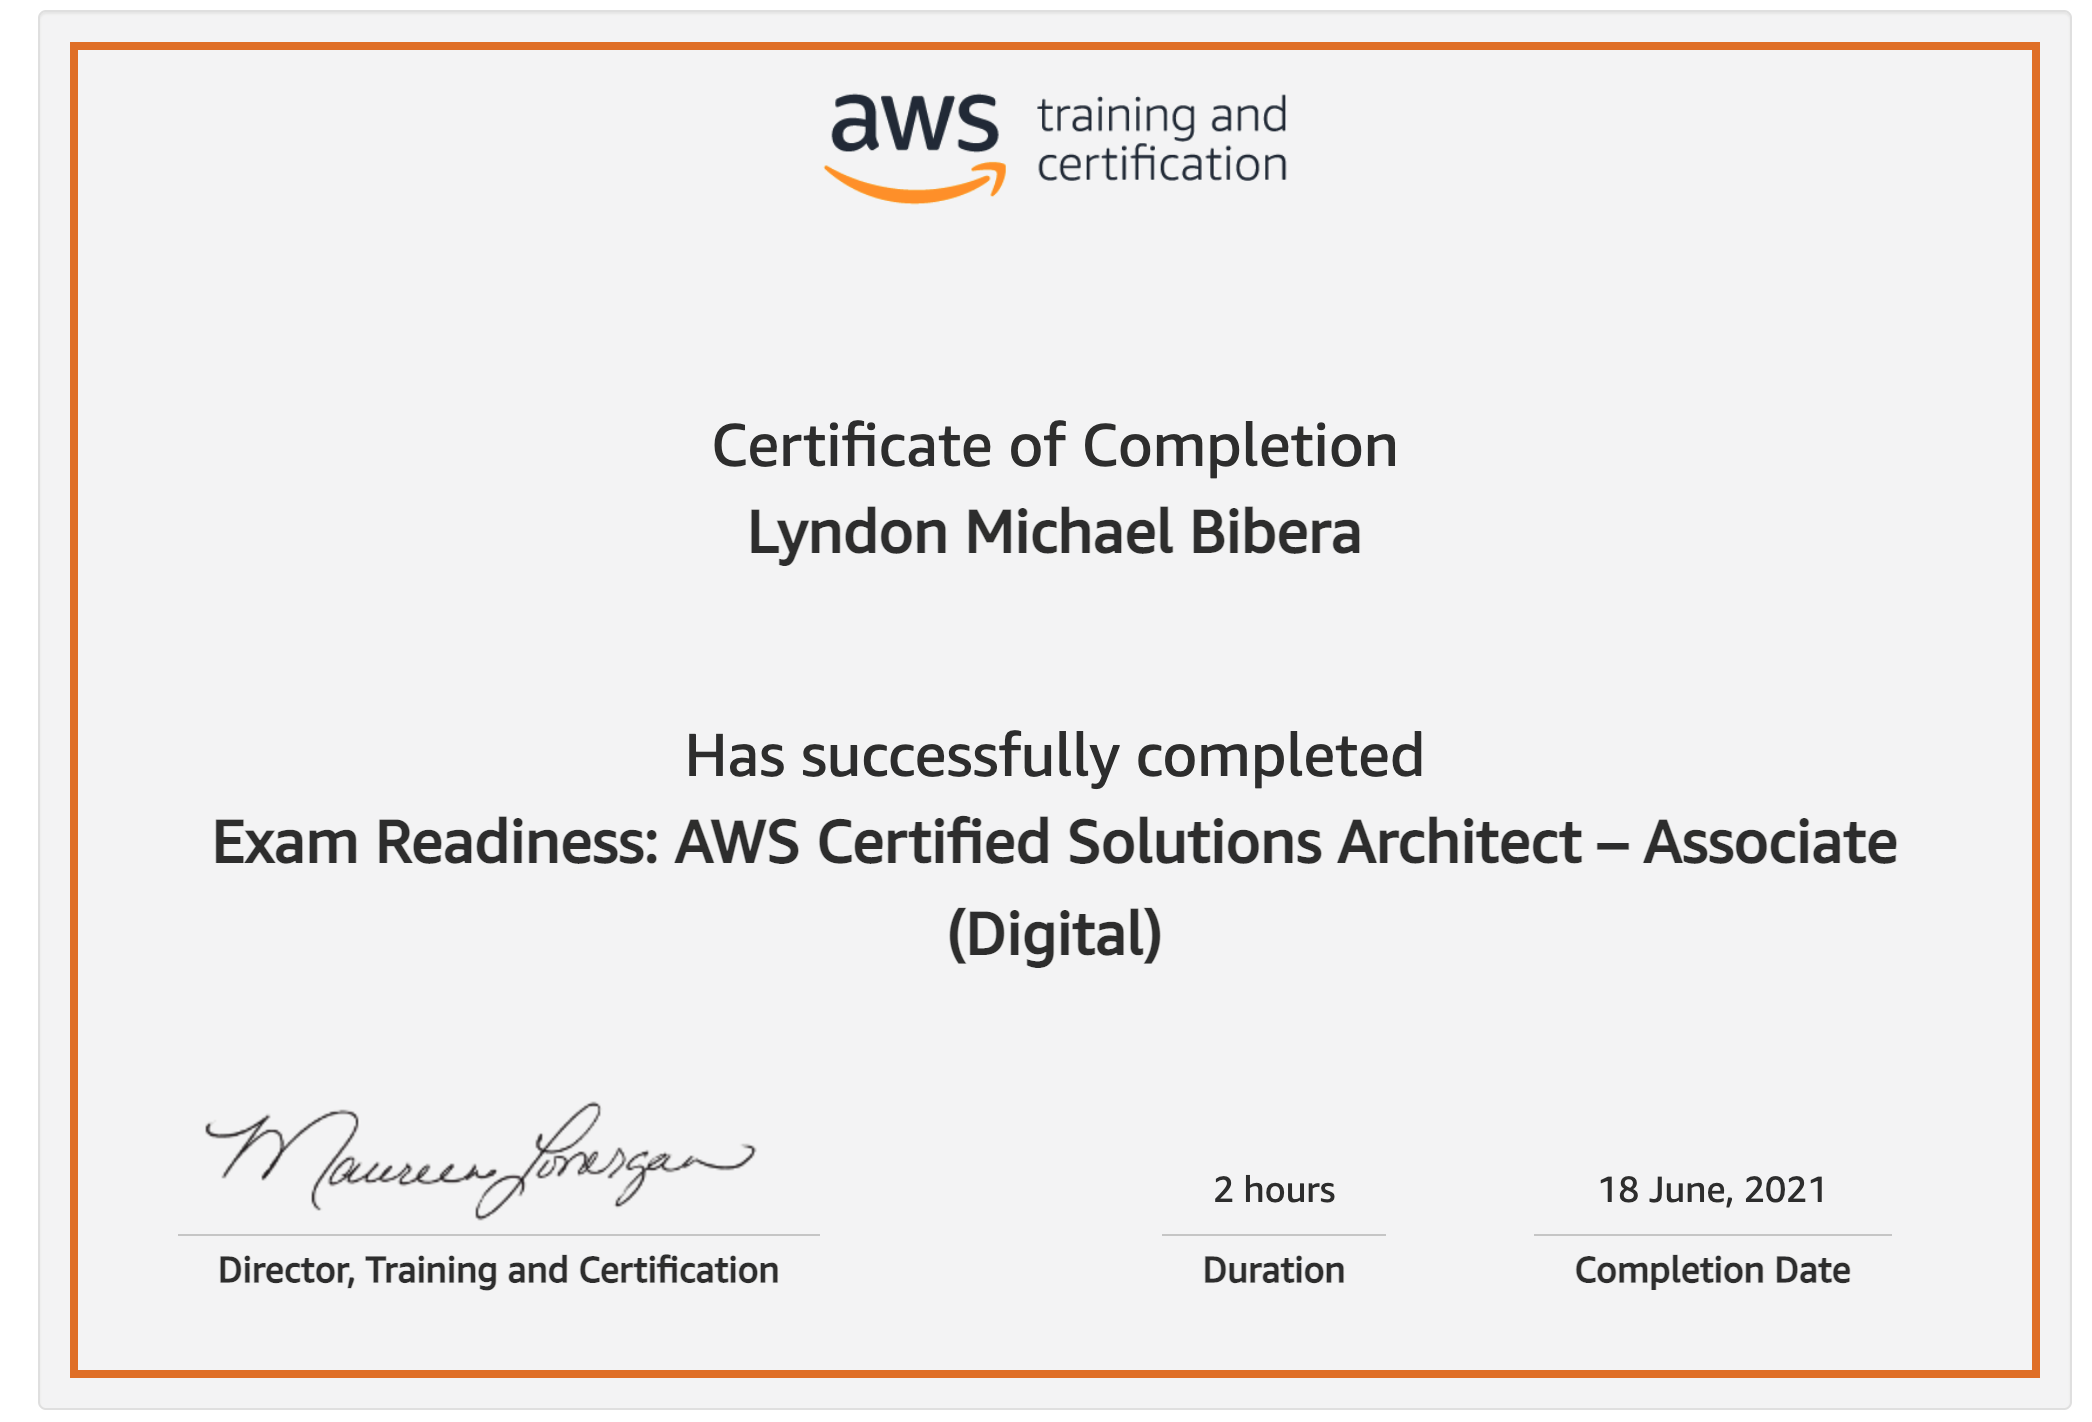 aws training and
certification
Certificate of Completion
Lyndon Michael Bibera
Has successfully completed
Exam Readiness: AWS Certified Solutions Architect – Associate
(Digital)
Maureen Lonergan
Director, Training and Certification
2 hours
Duration
18 June, 2021
Completion Date